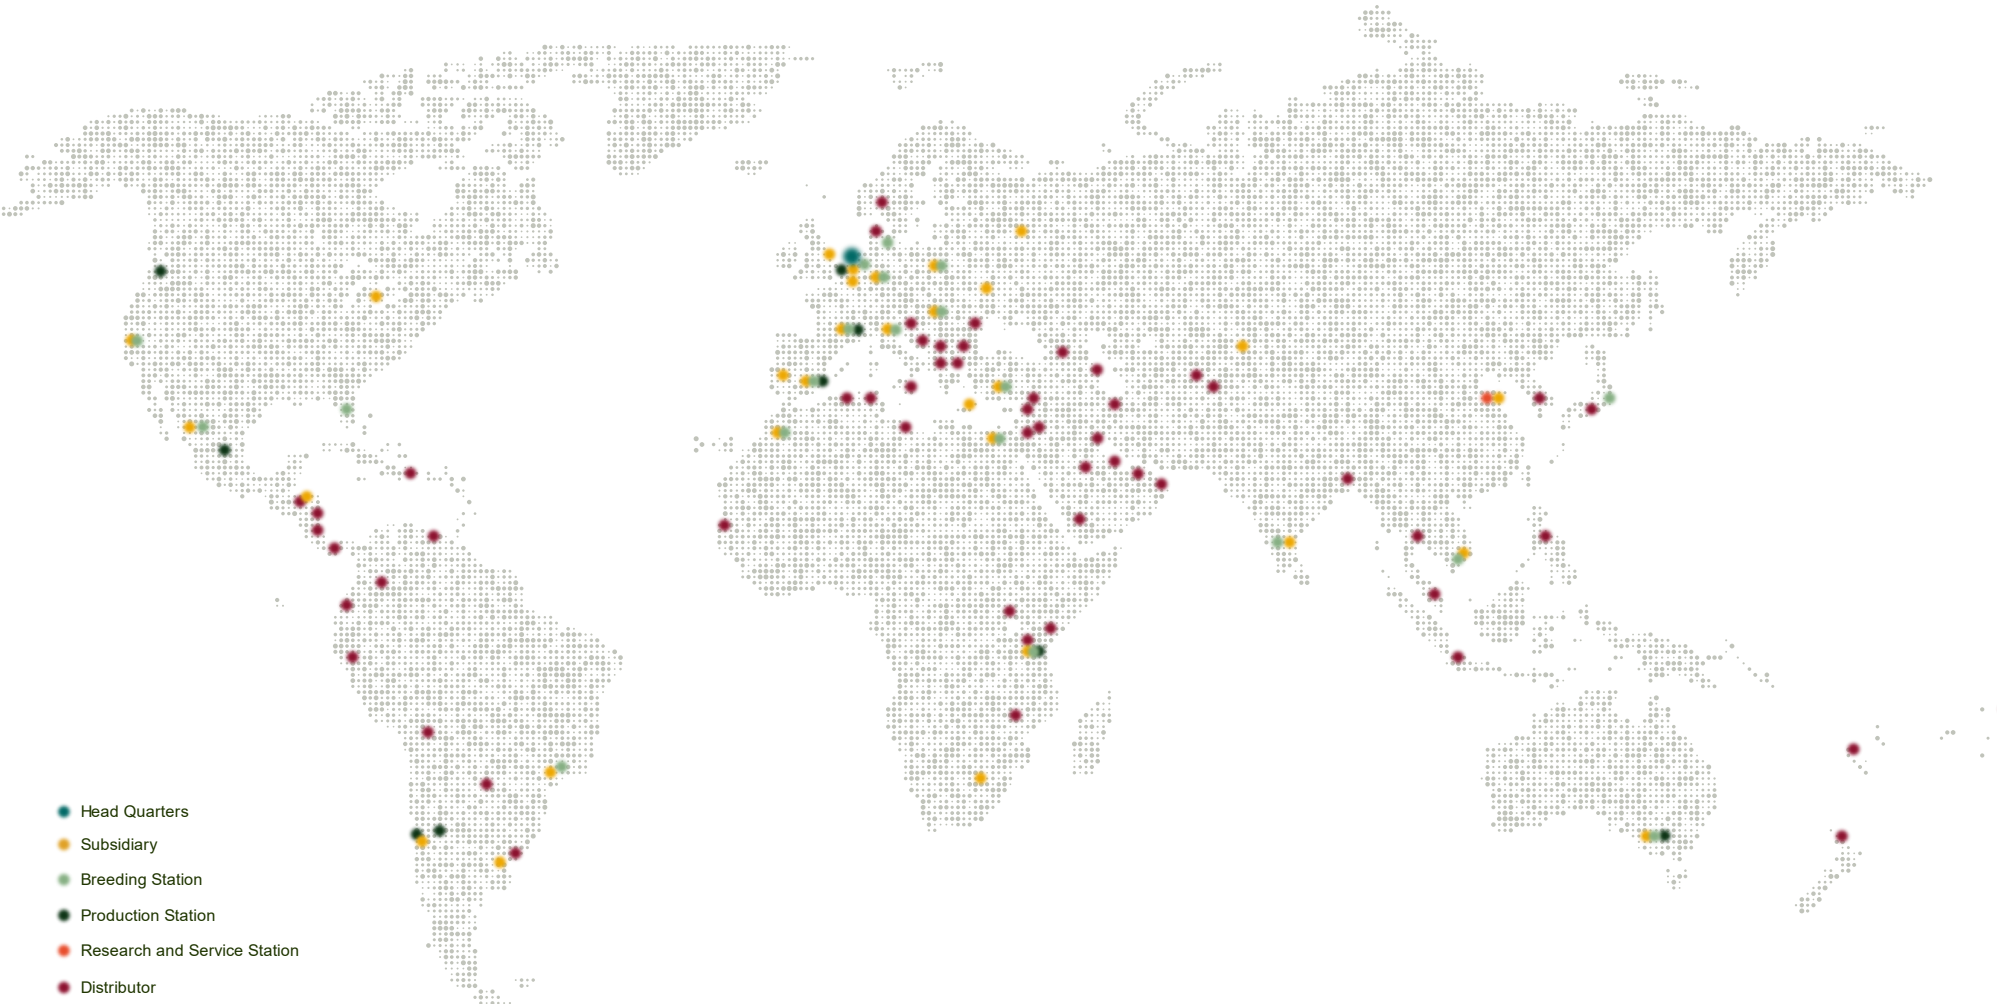 Head Quarters
Subsidiary
Breeding Station
Production Station
Research and Service Station
Distributor